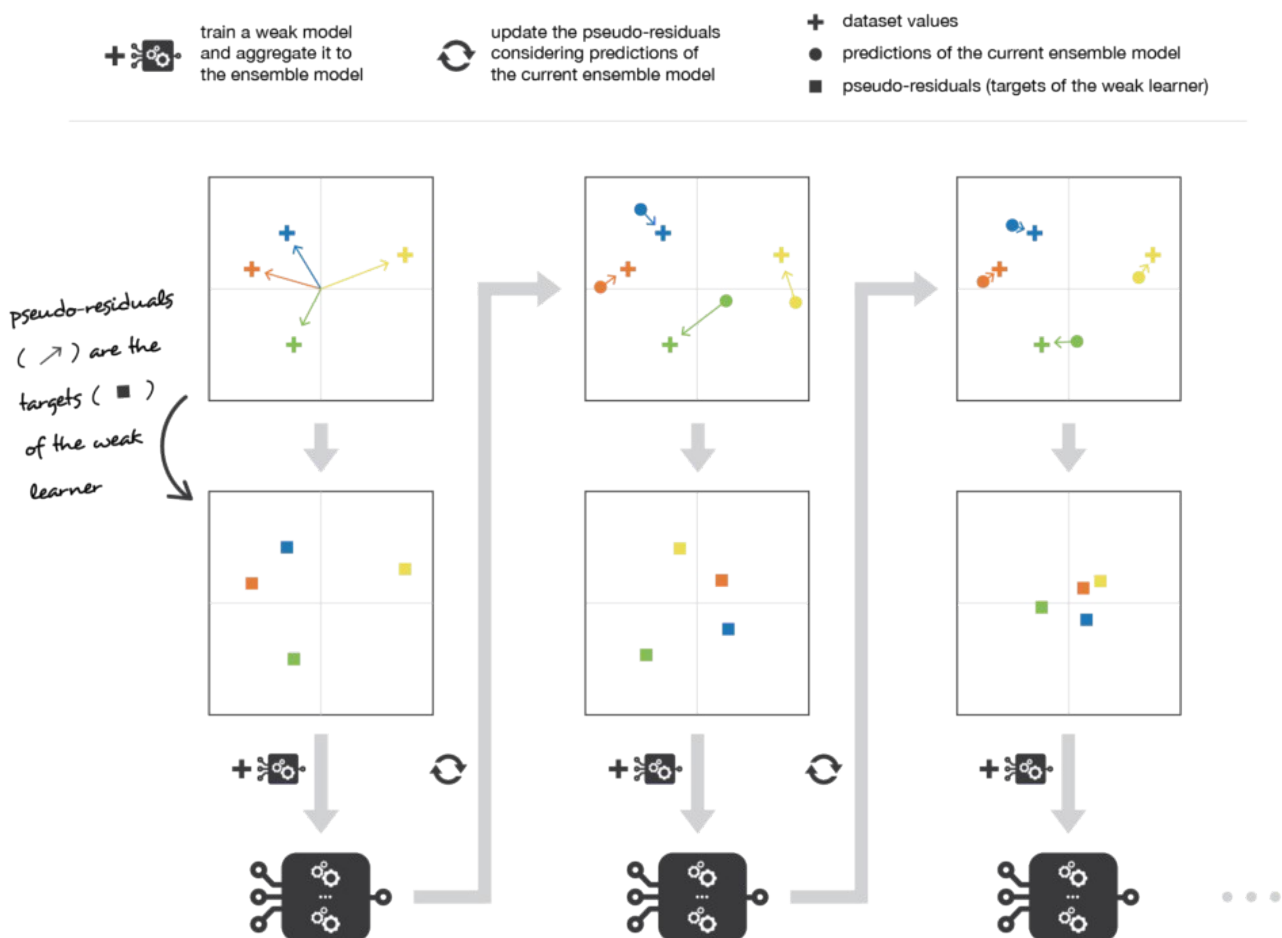 train a weak model
and aggregate it to
the ensemble model
update the pseudo-residuals
considering predictions of
the current ensemble model
dataset values
predictions of the current ensemble model
pseudo-residuals (targets of the weak learner)
pseudo-residuals
( ↗ ) are the
targets ( ■ )
of the weak
learner